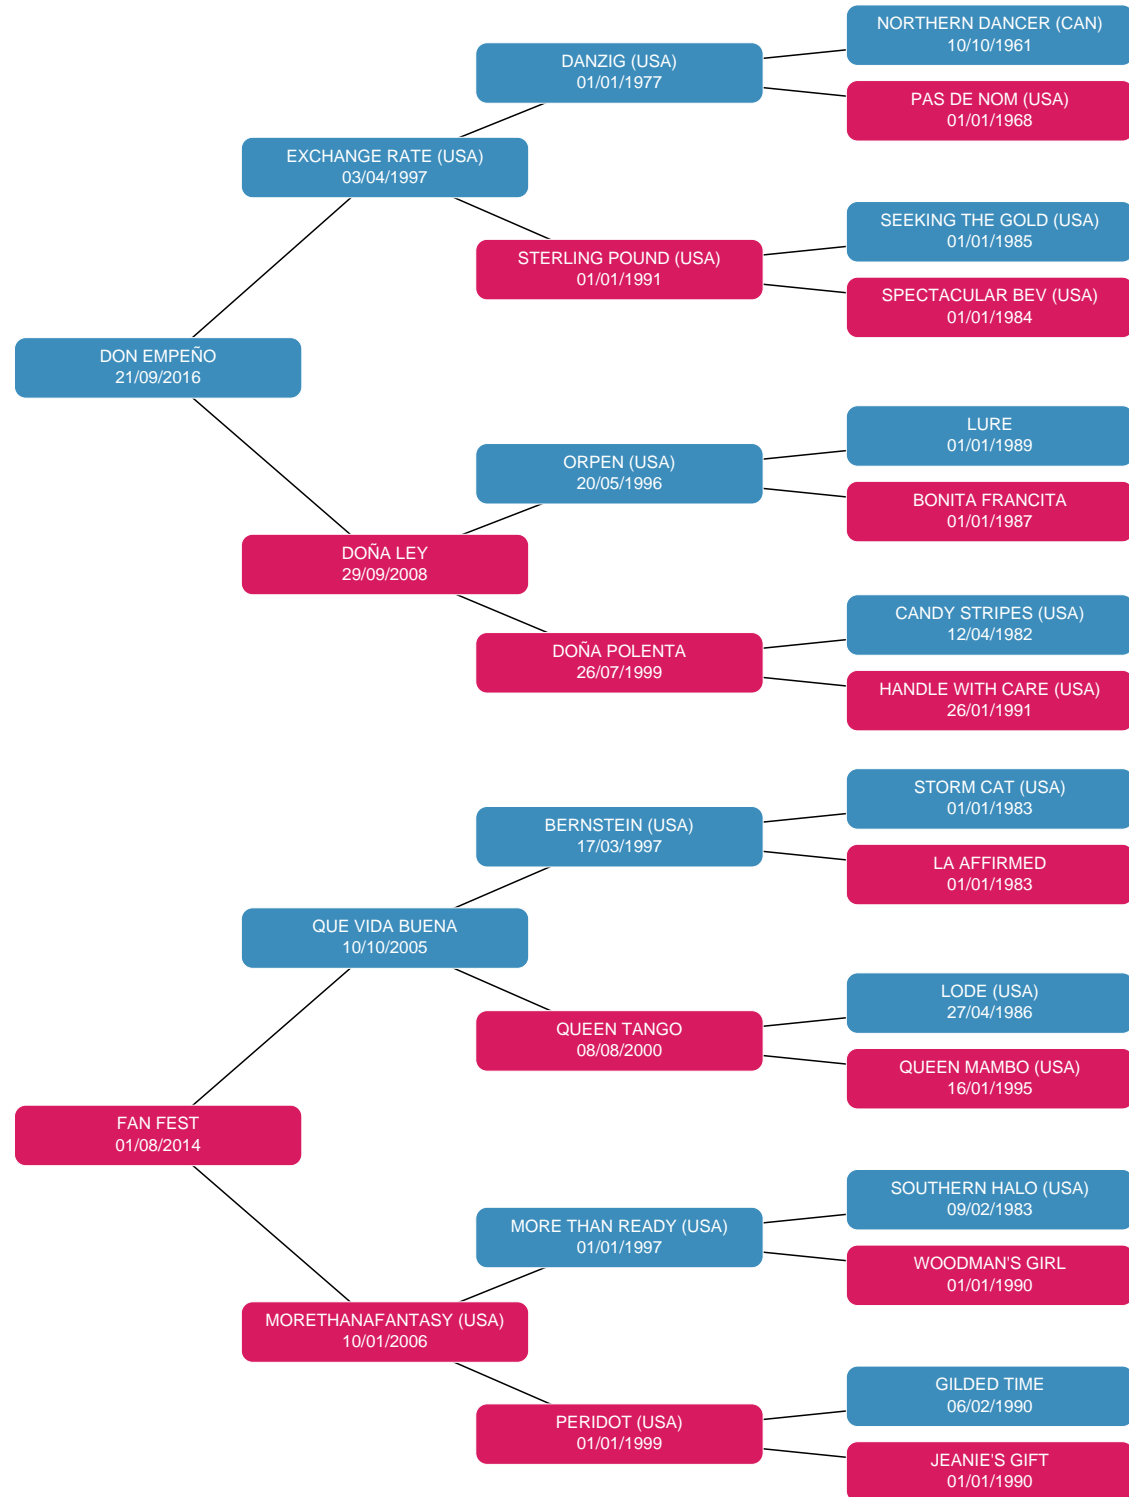 NORTHERN DANCER (CAN)
10/10/1961
DANZIG (USA)
01/01/1977
PAS DE NOM (USA)
01/01/1968
EXCHANGE RATE (USA)
03/04/1997
SEEKING THE GOLD (USA)
01/01/1985
STERLING POUND (USA)
01/01/1991
SPECTACULAR BEV (USA)
01/01/1984
DON EMPEÑO
21/09/2016
LURE
01/01/1989
ORPEN (USA)
20/05/1996
BONITA FRANCITA
01/01/1987
DOÑA LEY
29/09/2008
CANDY STRIPES (USA)
12/04/1982
DOÑA POLENTA
26/07/1999
HANDLE WITH CARE (USA)
26/01/1991
STORM CAT (USA)
01/01/1983
BERNSTEIN (USA)
17/03/1997
LA AFFIRMED
01/01/1983
QUE VIDA BUENA
10/10/2005
LODE (USA)
27/04/1986
QUEEN TANGO
08/08/2000
QUEEN MAMBO (USA)
16/01/1995
FAN FEST
01/08/2014
SOUTHERN HALO (USA)
09/02/1983
MORE THAN READY (USA)
01/01/1997
WOODMAN'S GIRL
01/01/1990
MORETHANAFANTASY (USA)
10/01/2006
GILDED TIME
06/02/1990
PERIDOT (USA)
01/01/1999
JEANIE'S GIFT
01/01/1990